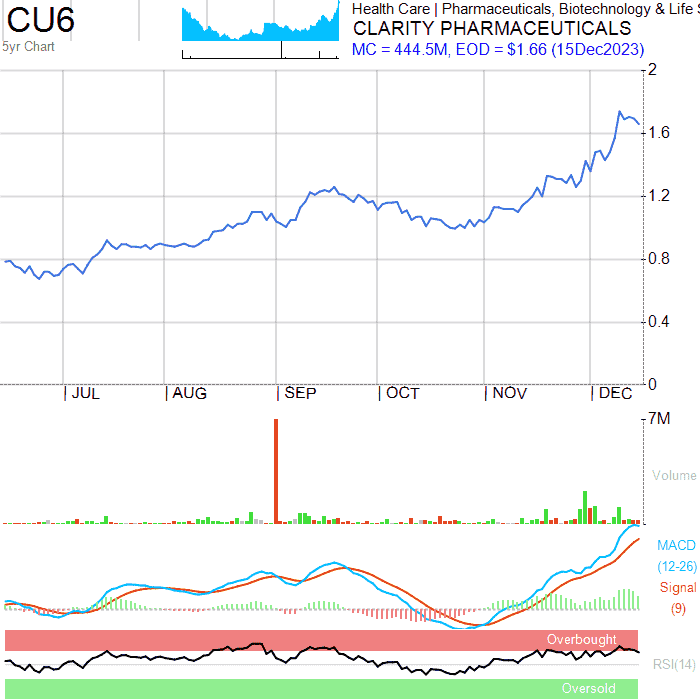 CU6
5yr Chart
Health Care | Pharmaceuticals, Biotechnology & Life S
CLARITY PHARMACEUTICALS
MC = 444.5M, EOD = $1.66 (15Dec2023)
2
1.6
1.2
0.8
0.4
0
| JUL | AUG | SEP | OCT | NOV | DEC
7M
Volume
MACD
(12-26)
Signal
(9)
Overbought
RSI(14)
Oversold